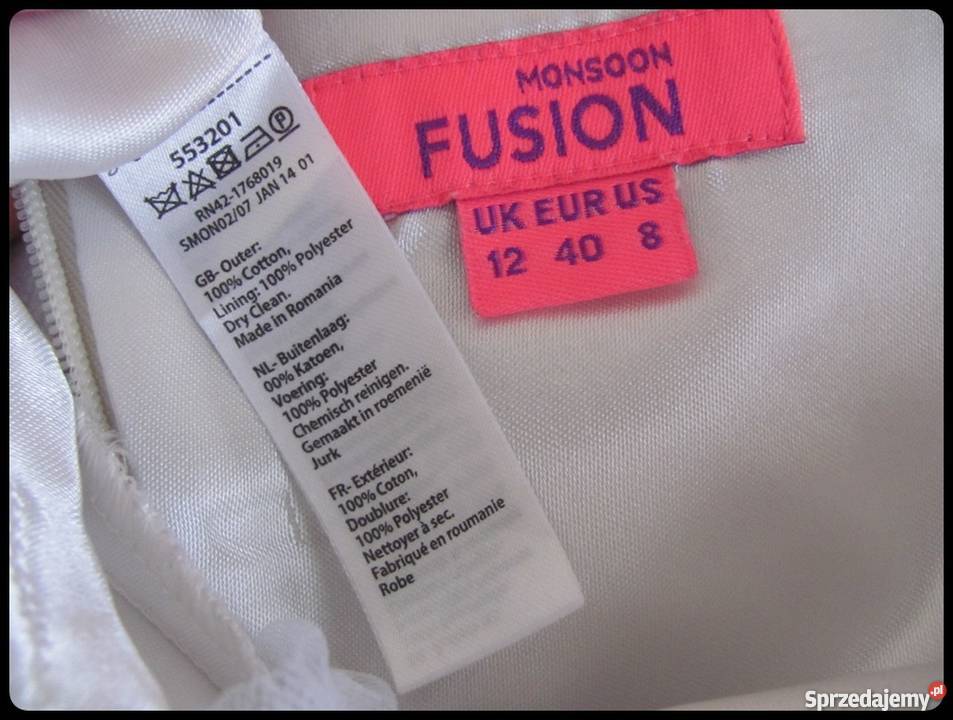 MONSOON
FUSION
UK EUR US
12 40 8
553201
RN42-1768019
SMON02/07 JAN 14 01
GB- Outer:
100% Cotton,
Lining: 100% Polyester
Dry Clean.
Made in Romania
NL- Buitenlaag:
00% Katoen,
Voering:
100% Polyester
Chemisch reinigen.
Gemaakt in roemenië
Jurk
FR- Extérieur:
100% Coton,
Doublure:
100% Polyester
Nettoyer à sec.
Fabriqué en roumanie
Robe
Sprzedajemy.pl